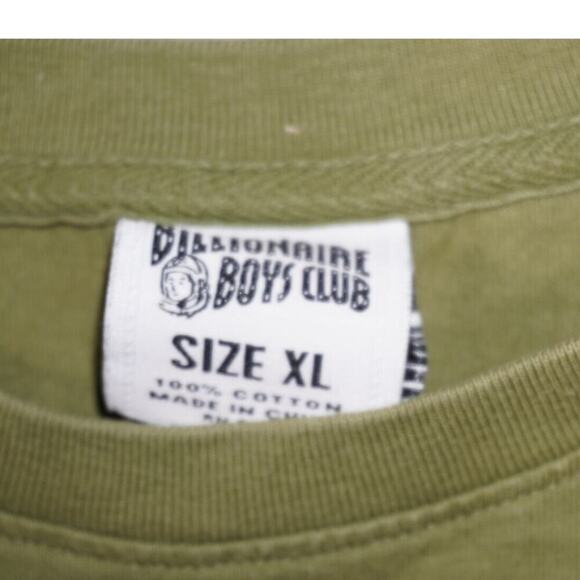 BILLIONAIRE
BOYS CLUB
SIZE XL
100% COTTON
MADE IN